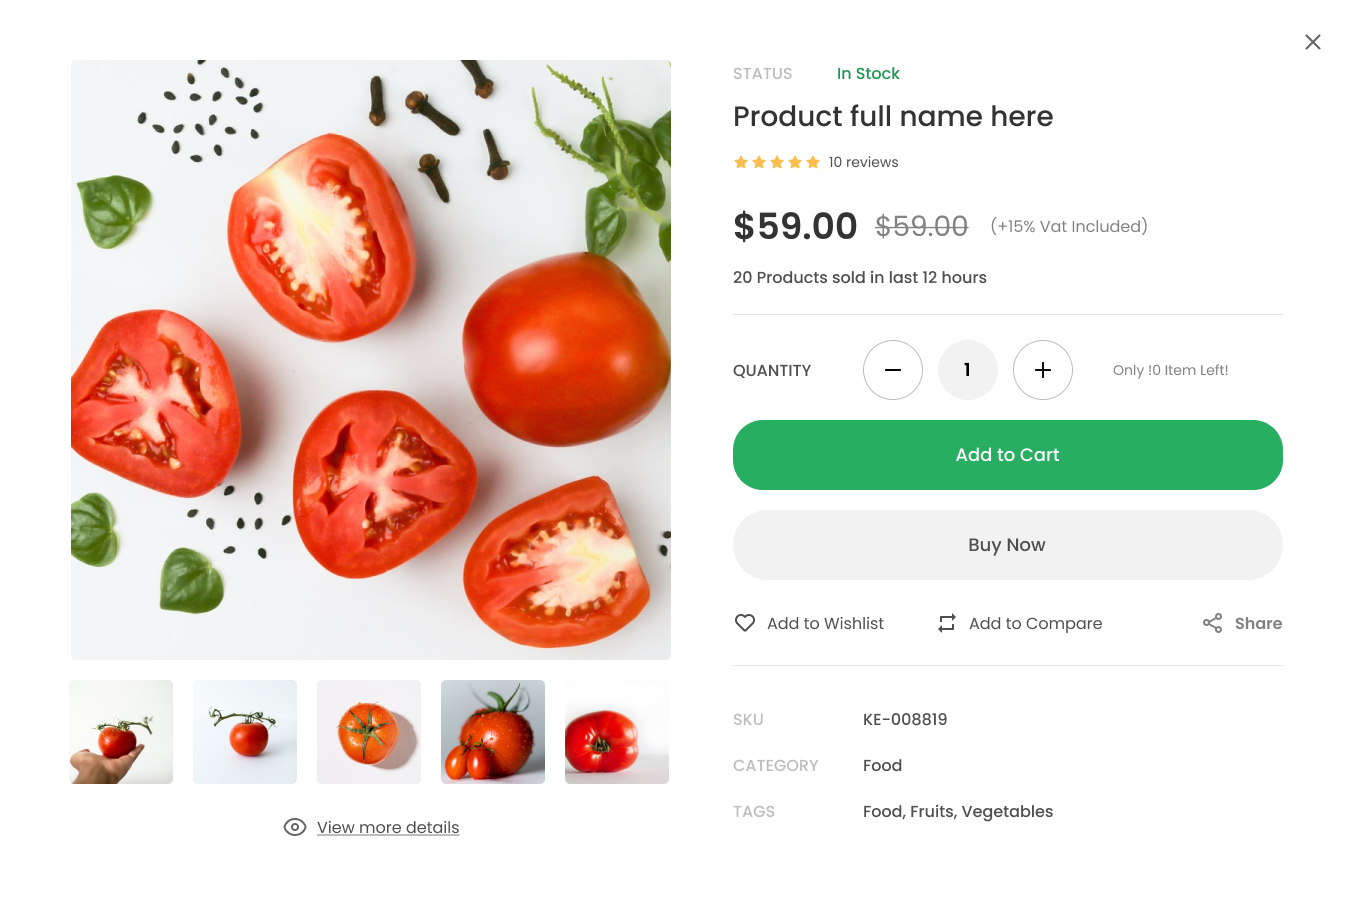 STATUS In Stock
Product full name here
10 reviews
$59.00 $59.00 (+15% Vat Included)
20 Products sold in last 12 hours
QUANTITY 1 Only !0 Item Left!
Add to Cart
Buy Now
Add to Wishlist Add to Compare Share
SKU KE-008819
CATEGORY Food
TAGS Food, Fruits, Vegetables
View more details